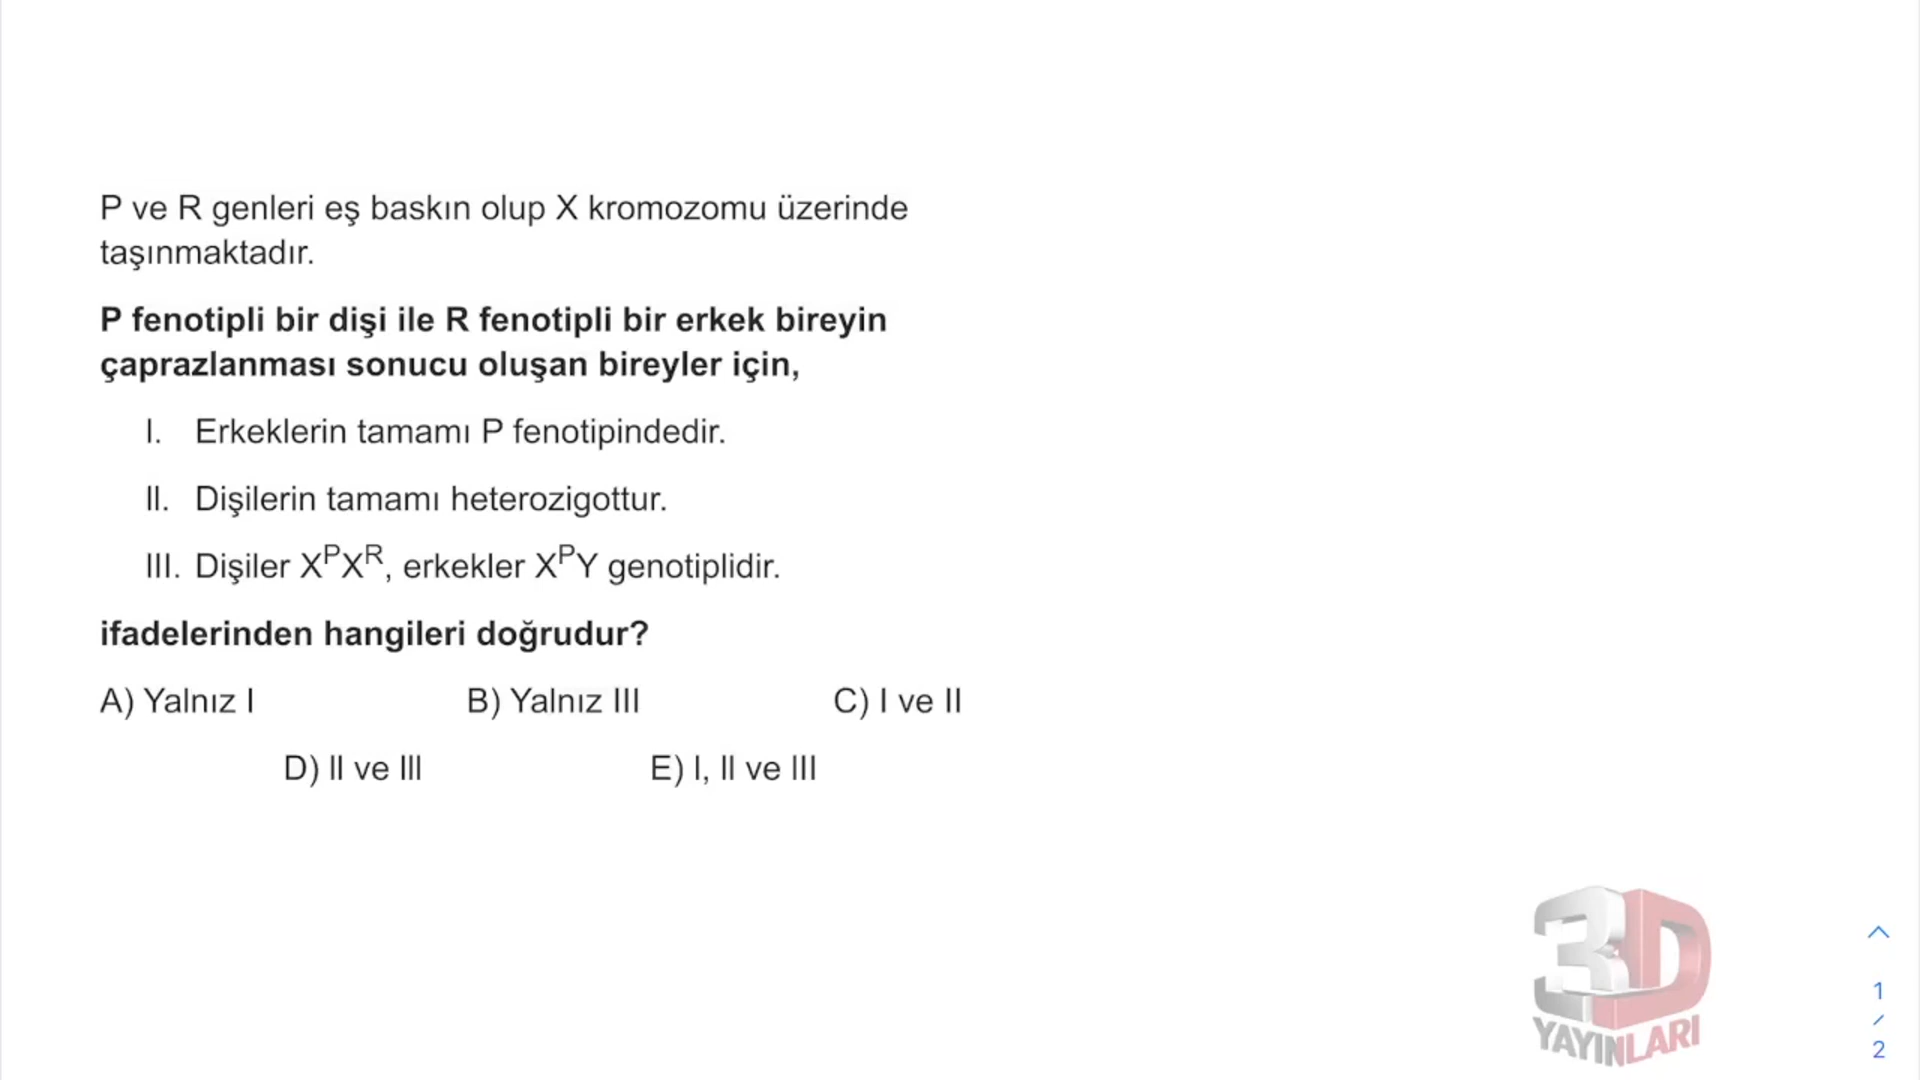 P ve R genleri eş baskın olup X kromozomu üzerinde
taşınmaktadır.
P fenotipli bir dişi ile R fenotipli bir erkek bireyin
çaprazlanması sonucu oluşan bireyler için,
I. Erkeklerin tamamı P fenotipindedir.
II. Dişilerin tamamı heterozigottur.
III. Dişiler XᴾXᴿ, erkekler XᴾY genotiplidir.
ifadelerinden hangileri doğrudur?
A) Yalnız I B) Yalnız III C) I ve II
D) II ve III E) I, II ve III
3D
YAYINLARI
1
/
2